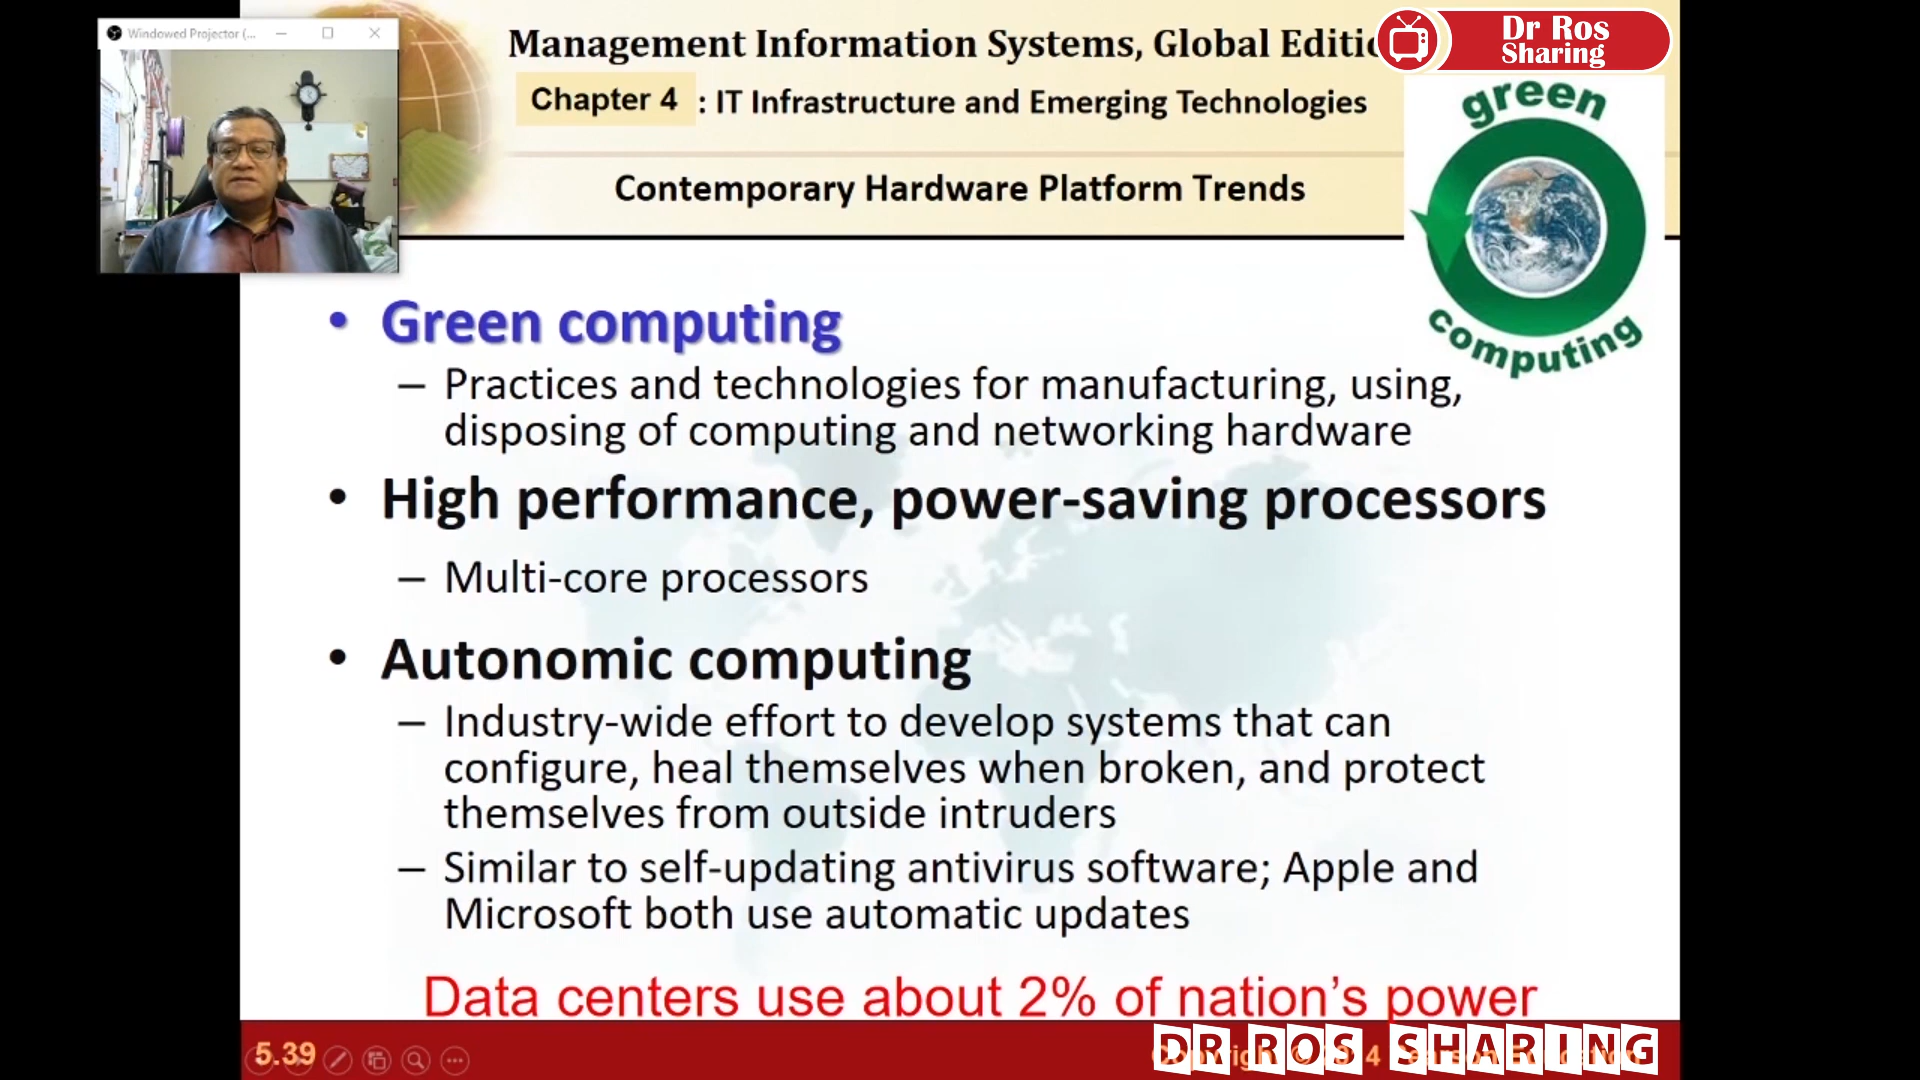 Windowed Projector (...
Management Information Systems, Global Editi
Dr Ros
Sharing
Chapter 4 : IT Infrastructure and Emerging Technologies
Contemporary Hardware Platform Trends
green
computing
• Green computing
– Practices and technologies for manufacturing, using,
disposing of computing and networking hardware
• High performance, power-saving processors
– Multi-core processors
• Autonomic computing
– Industry-wide effort to develop systems that can
configure, heal themselves when broken, and protect
themselves from outside intruders
– Similar to self-updating antivirus software; Apple and
Microsoft both use automatic updates
Data centers use about 2% of nation's power
5.39
DR ROS SHARING